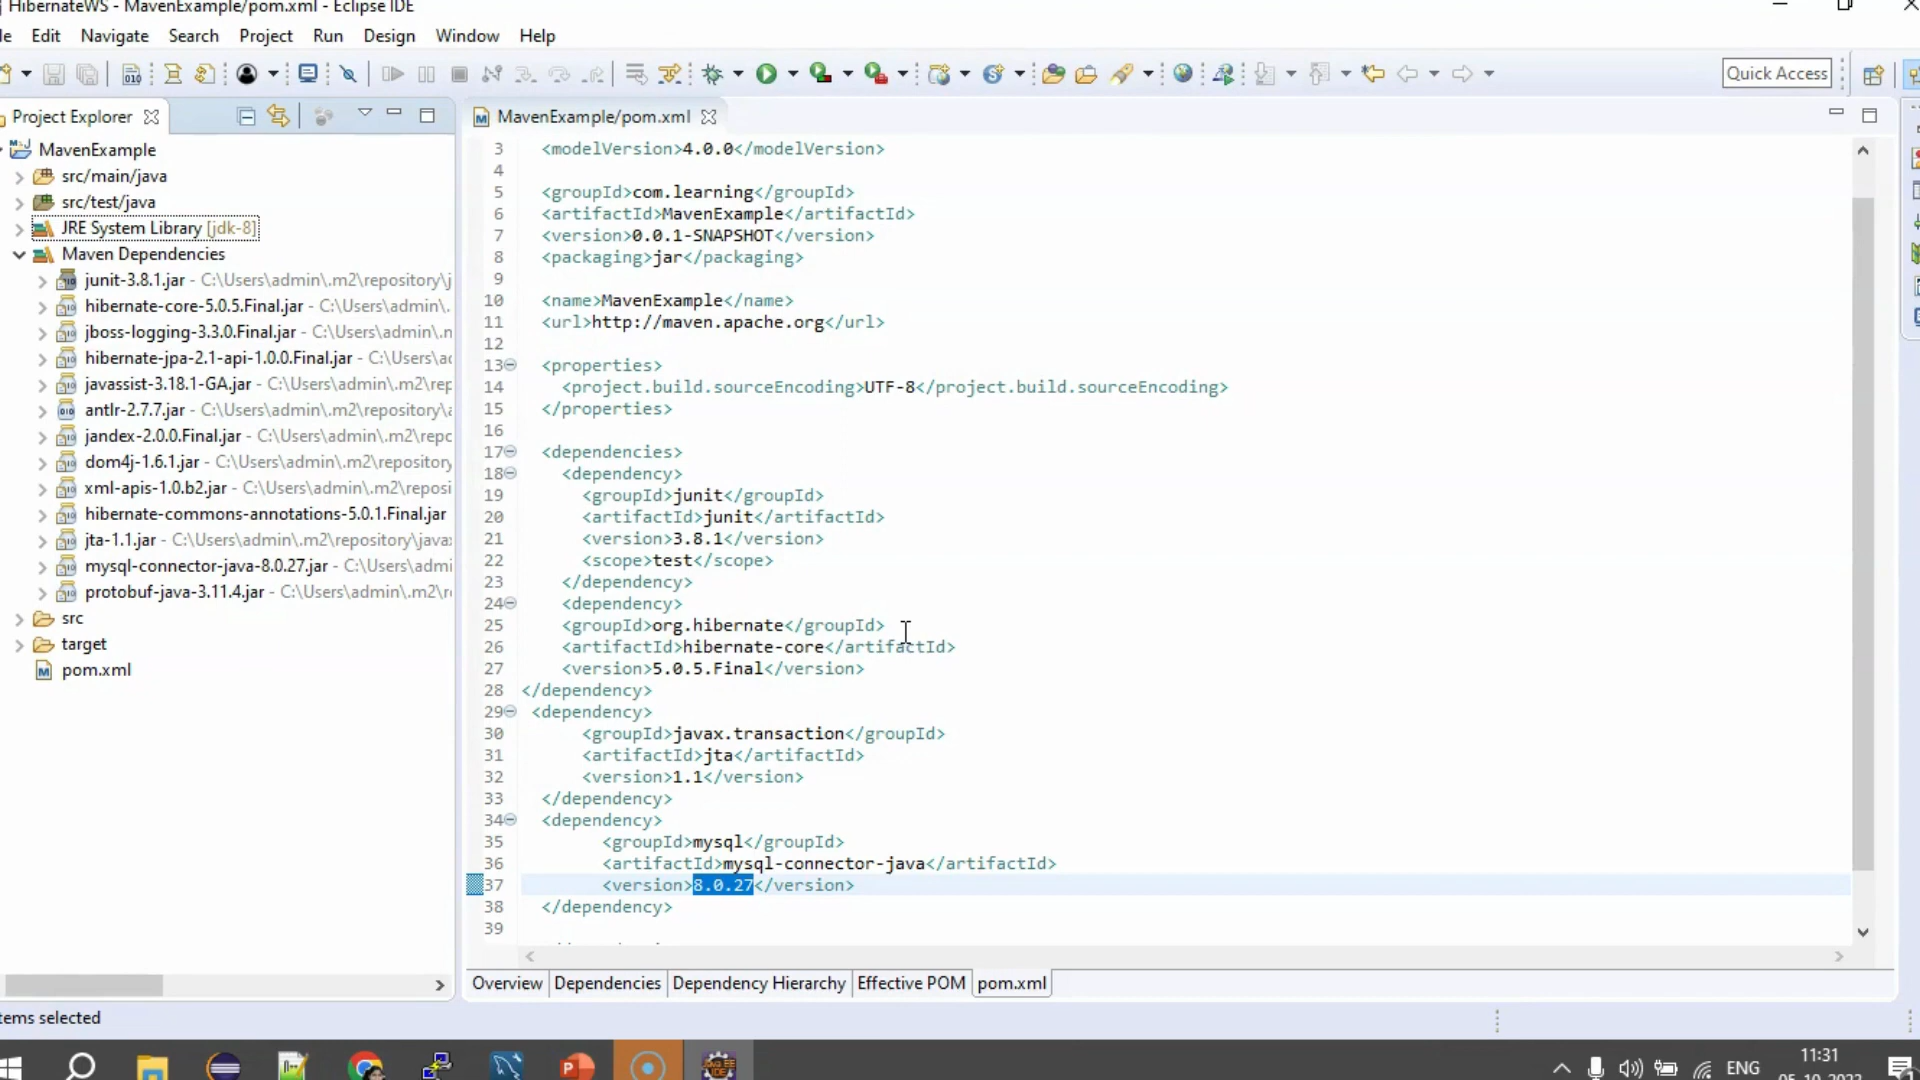 HibernateWS - MavenExample/pom.xml - Eclipse IDE
Edit Navigate Search Project Run Design Window Help
Quick Access
Project Explorer
MavenExample
src/main/java
src/test/java
JRE System Library [jdk-8]
Maven Dependencies
junit-3.8.1.jar - C:\Users\admin\.m2\repository\j
hibernate-core-5.0.5.Final.jar - C:\Users\admin\.
jboss-logging-3.3.0.Final.jar - C:\Users\admin\.n
hibernate-jpa-2.1-api-1.0.0.Final.jar - C:\Users\ac
javassist-3.18.1-GA.jar - C:\Users\admin\.m2\rep
antlr-2.7.7.jar - C:\Users\admin\.m2\repository\a
jandex-2.0.0.Final.jar - C:\Users\admin\.m2\repc
dom4j-1.6.1.jar - C:\Users\admin\.m2\repository
xml-apis-1.0.b2.jar - C:\Users\admin\.m2\reposi
hibernate-commons-annotations-5.0.1.Final.jar
jta-1.1.jar - C:\Users\admin\.m2\repository\java
mysql-connector-java-8.0.27.jar - C:\Users\admi
protobuf-java-3.11.4.jar - C:\Users\admin\.m2\r
src
target
pom.xml
MavenExample/pom.xml
3 <modelVersion>4.0.0</modelVersion>
4
5 <groupId>com.learning</groupId>
6 <artifactId>MavenExample</artifactId>
7 <version>0.0.1-SNAPSHOT</version>
8 <packaging>jar</packaging>
9
10 <name>MavenExample</name>
11 <url>http://maven.apache.org</url>
12
13 <properties>
14 <project.build.sourceEncoding>UTF-8</project.build.sourceEncoding>
15 </properties>
16
17 <dependencies>
18 <dependency>
19 <groupId>junit</groupId>
20 <artifactId>junit</artifactId>
21 <version>3.8.1</version>
22 <scope>test</scope>
23 </dependency>
24 <dependency>
25 <groupId>org.hibernate</groupId>
26 <artifactId>hibernate-core</artifactId>
27 <version>5.0.5.Final</version>
28 </dependency>
29 <dependency>
30 <groupId>javax.transaction</groupId>
31 <artifactId>jta</artifactId>
32 <version>1.1</version>
33 </dependency>
34 <dependency>
35 <groupId>mysql</groupId>
36 <artifactId>mysql-connector-java</artifactId>
37 <version>8.0.27</version>
38 </dependency>
39
Overview Dependencies Dependency Hierarchy Effective POM pom.xml
tems selected
ENG
11:31